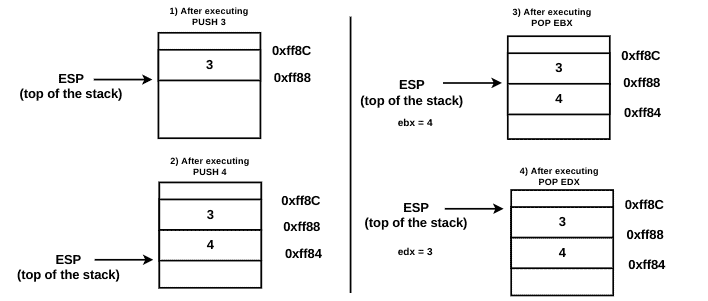 1) After executing
PUSH 3
0xff8C
3
0xff88
ESP
(top of the stack)
2) After executing
PUSH 4
0xff8C
3
0xff88
4
0xff84
ESP
(top of the stack)
3) After executing
POP EBX
0xff8C
3
0xff88
ESP
(top of the stack)
4
0xff84
ebx = 4
4) After executing
POP EDX
0xff8C
ESP
(top of the stack)
3
0xff88
4
0xff84
edx = 3